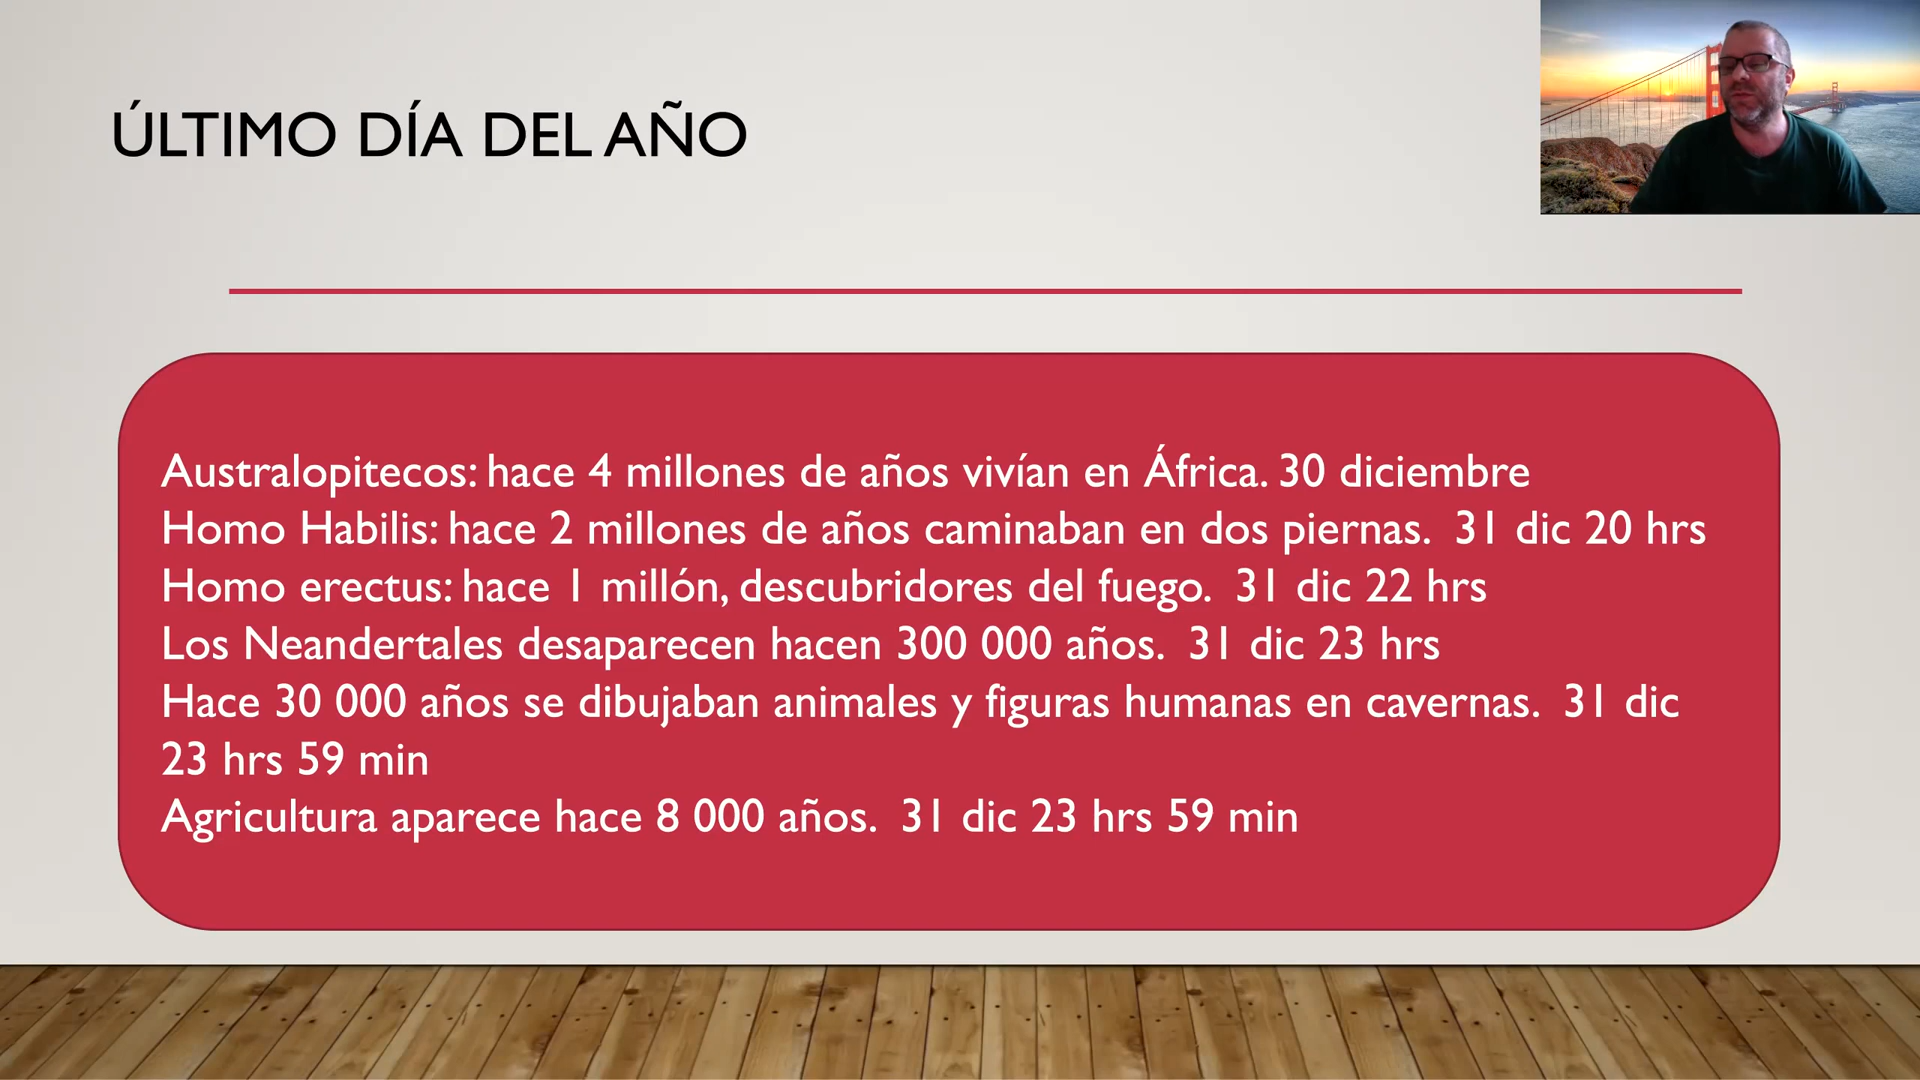 ÚLTIMO DÍA DEL AÑO
Australopitecos: hace 4 millones de años vivían en África. 30 diciembre
Homo Habilis: hace 2 millones de años caminaban en dos piernas.  31 dic 20 hrs
Homo erectus: hace 1 millón, descubridores del fuego.  31 dic 22 hrs
Los Neandertales desaparecen hacen 300 000 años.  31 dic 23 hrs
Hace 30 000 años se dibujaban animales y figuras humanas en cavernas.  31 dic
23 hrs 59 min
Agricultura aparece hace 8 000 años.  31 dic 23 hrs 59 min